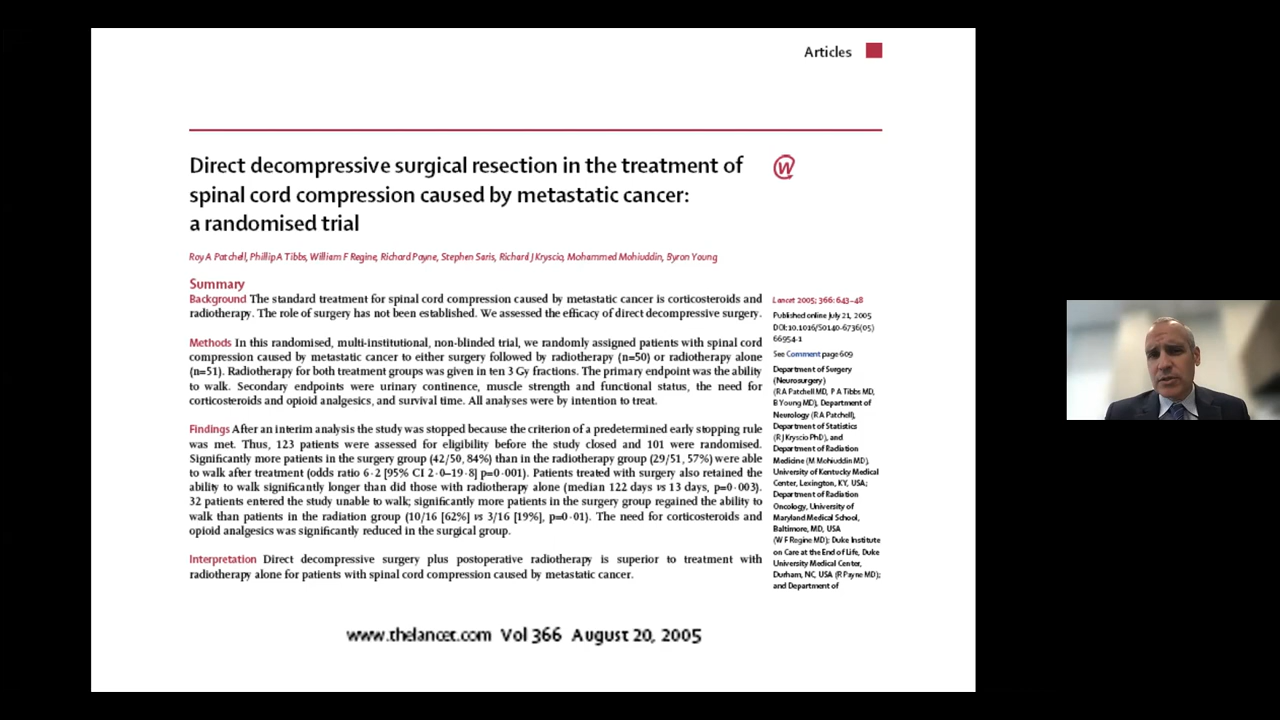 Articles
Direct decompressive surgical resection in the treatment of
spinal cord compression caused by metastatic cancer:
a randomised trial
Roy A Patchell, Phillip A Tibbs, William F Regine, Richard Payne, Stephen Saris, Richard J Kryscio, Mohammed Mohiuddin, Byron Young
Summary
Background The standard treatment for spinal cord compression caused by metastatic cancer is corticosteroids and
radiotherapy. The role of surgery has not been established. We assessed the efficacy of direct decompressive surgery.
Methods In this randomised, multi-institutional, non-blinded trial, we randomly assigned patients with spinal cord
compression caused by metastatic cancer to either surgery followed by radiotherapy (n=50) or radiotherapy alone
(n=51). Radiotherapy for both treatment groups was given in ten 3 Gy fractions. The primary endpoint was the ability
to walk. Secondary endpoints were urinary continence, muscle strength and functional status, the need for
corticosteroids and opioid analgesics, and survival time. All analyses were by intention to treat.
Findings After an interim analysis the study was stopped because the criterion of a predetermined early stopping rule
was met. Thus, 123 patients were assessed for eligibility before the study closed and 101 were randomised.
Significantly more patients in the surgery group (42/50, 84%) than in the radiotherapy group (29/51, 57%) were able
to walk after treatment (odds ratio 6·2 [95% CI 2·0–19·8] p=0·001). Patients treated with surgery also retained the
ability to walk significantly longer than did those with radiotherapy alone (median 122 days vs 13 days, p=0·003).
32 patients entered the study unable to walk; significantly more patients in the surgery group regained the ability to
walk than patients in the radiation group (10/16 [62%] vs 3/16 [19%], p=0·01). The need for corticosteroids and
opioid analgesics was significantly reduced in the surgical group.
Interpretation Direct decompressive surgery plus postoperative radiotherapy is superior to treatment with
radiotherapy alone for patients with spinal cord compression caused by metastatic cancer.
Lancet 2005; 366: 643–48
Published online July 21, 2005
DOI:10.1016/S0140-6736(05)
66954-1
See Comment page 609
Department of Surgery
(Neurosurgery)
(R A Patchell MD, P A Tibbs MD,
B Young MD), Department of
Neurology (R A Patchell),
Department of Statistics
(R J Kryscio PhD), and
Department of Radiation
Medicine (M Mohiuddin MD),
University of Kentucky Medical
Center, Lexington, KY, USA;
Department of Radiation
Oncology, University of
Maryland Medical School,
Baltimore, MD, USA
(W F Regine MD); Duke Institute
on Care at the End of Life, Duke
University Medical Center,
Durham, NC, USA (R Payne MD);
and Department of
www.thelancet.com Vol 366 August 20, 2005